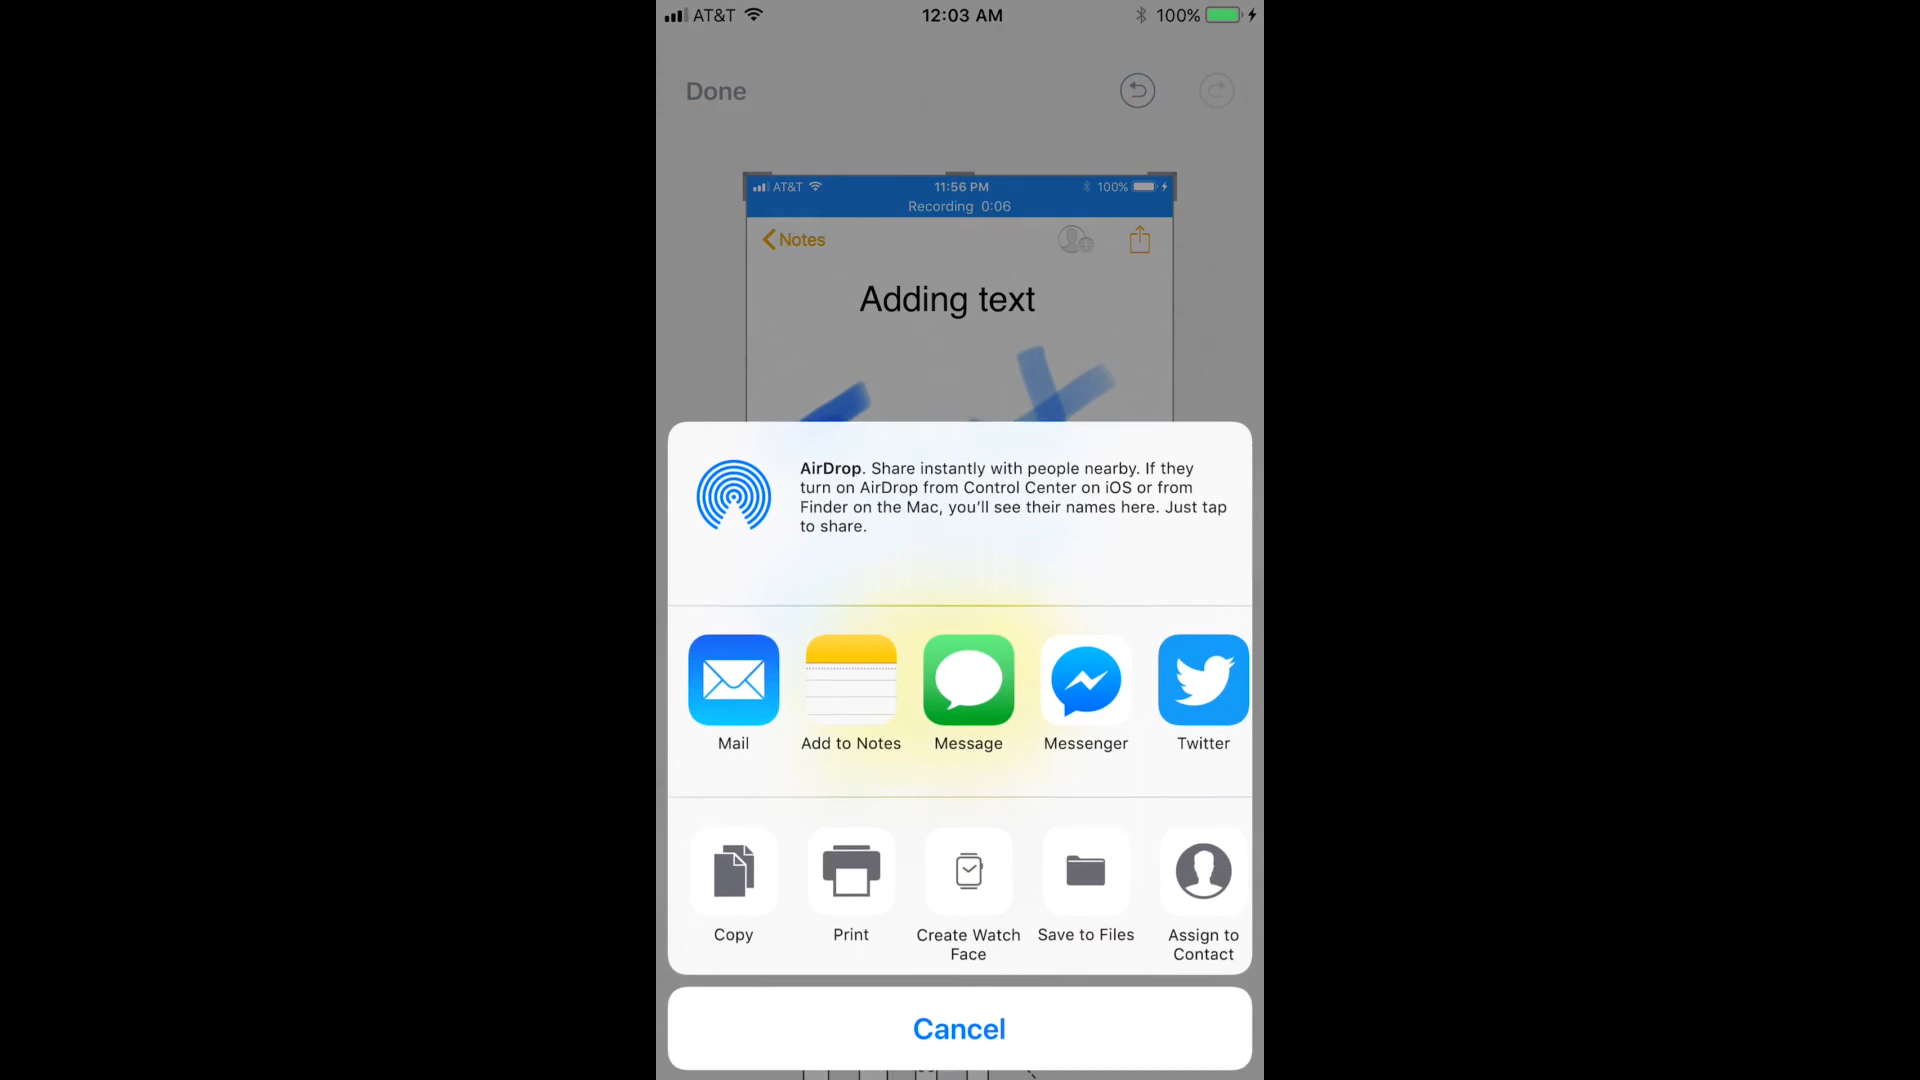 AT&T 12:03 AM 100%
Done
AT&T 11:56 PM 100%
Recording 0:06
Notes
Adding text
AirDrop. Share instantly with people nearby. If they
turn on AirDrop from Control Center on iOS or from
Finder on the Mac, you’ll see their names here. Just tap
to share.
Mail Add to Notes Message Messenger Twitter
Copy Print Create Watch Save to Files Assign to
Face Contact
Cancel